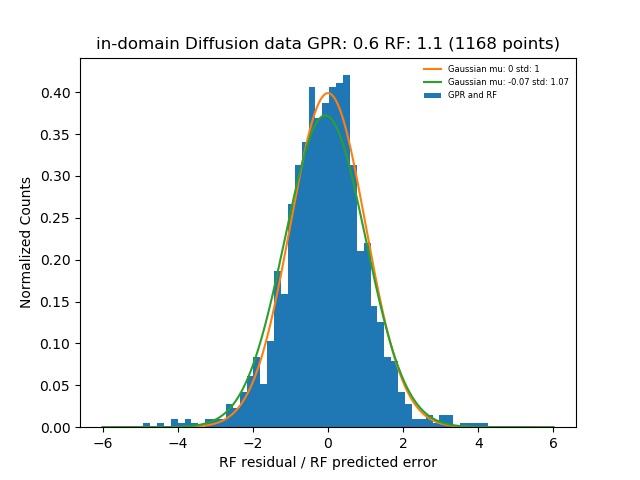 in-domain Diffusion data GPR: 0.6 RF: 1.1 (1168 points)
Gaussian mu: 0 std: 1
Gaussian mu: -0.07 std: 1.07
GPR and RF
Normalized Counts
0.40
0.35
0.30
0.25
0.20
0.15
0.10
0.05
0.00
−6 −4 −2 0 2 4 6
RF residual / RF predicted error